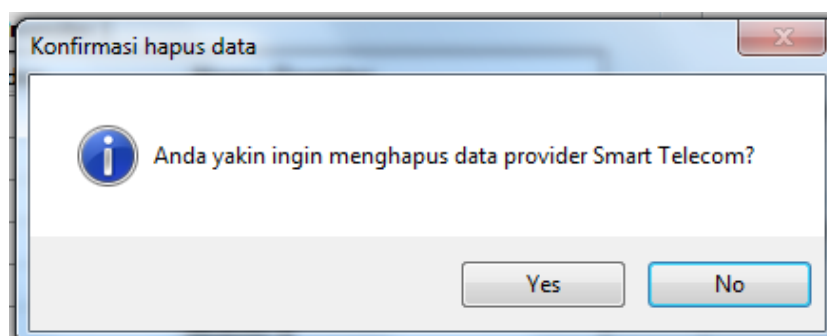 Konfirmasi hapus data
Anda yakin ingin menghapus data provider Smart Telecom?
Yes
No